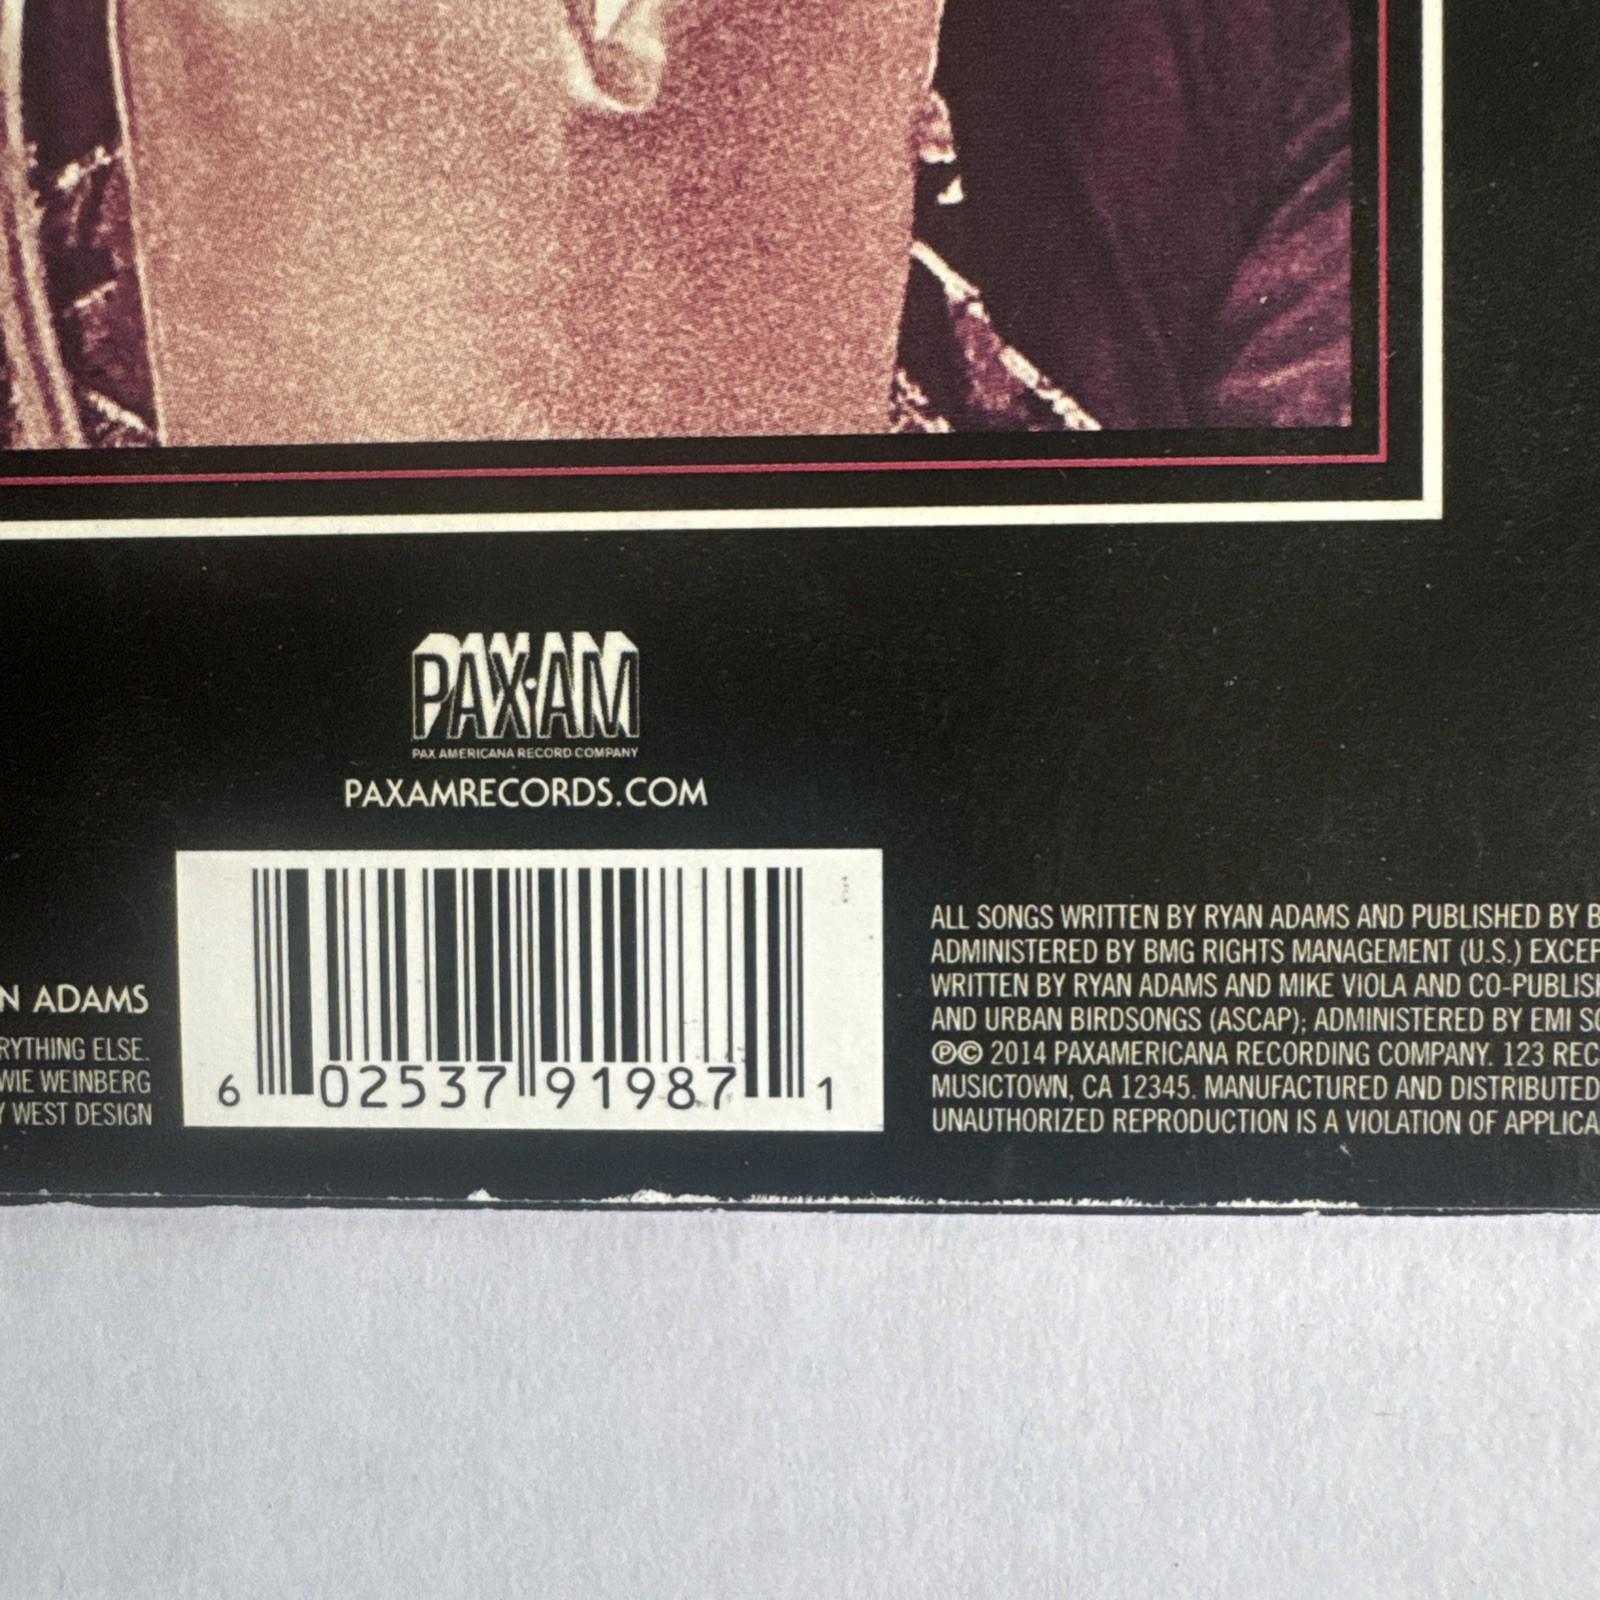 PAX·AM
PAX AMERICANA RECORD COMPANY
PAXAMRECORDS.COM
N ADAMS
RYTHING ELSE.
WIE WEINBERG
Y WEST DESIGN
6 02537 91987 1
ALL SONGS WRITTEN BY RYAN ADAMS AND PUBLISHED BY B
ADMINISTERED BY BMG RIGHTS MANAGEMENT (U.S.) EXCEP
WRITTEN BY RYAN ADAMS AND MIKE VIOLA AND CO-PUBLISH
AND URBAN BIRDSONGS (ASCAP); ADMINISTERED BY EMI SO
℗© 2014 PAXAMERICANA RECORDING COMPANY. 123 REC
MUSICTOWN, CA 12345. MANUFACTURED AND DISTRIBUTED
UNAUTHORIZED REPRODUCTION IS A VIOLATION OF APPLICA